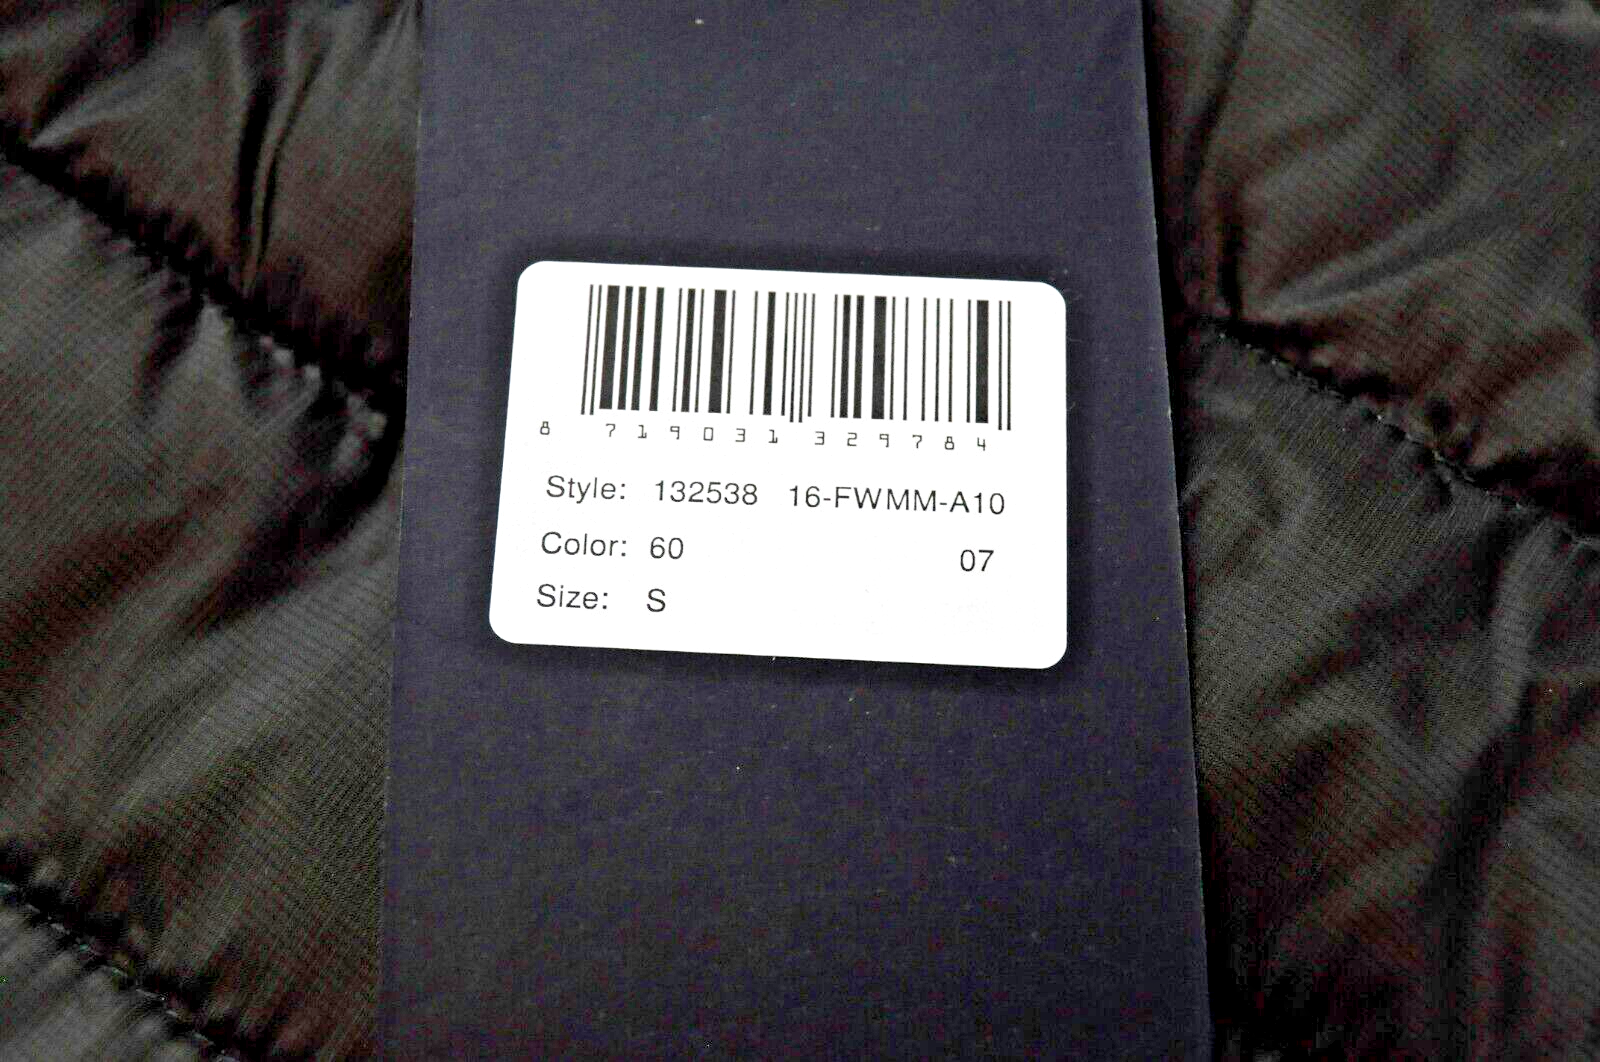 8 719031 329784
Style: 132538 16-FWMM-A10
Color: 60 07
Size: S